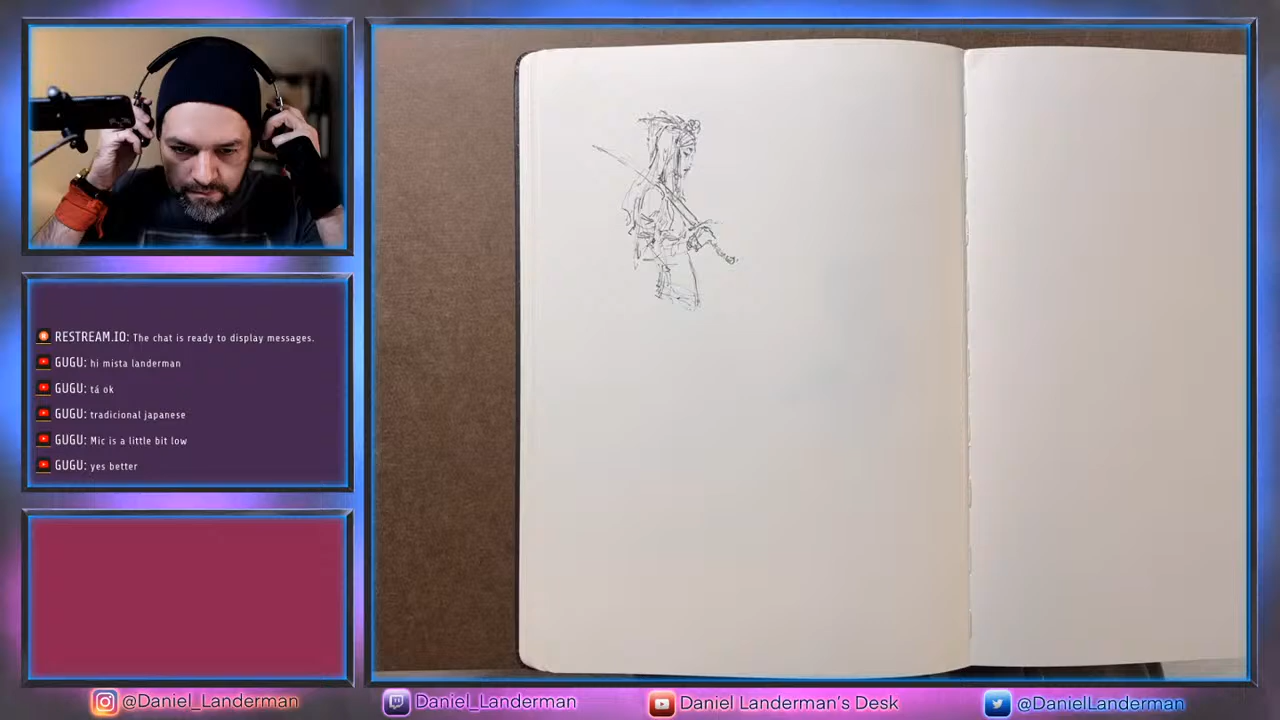 RESTREAM.IO: The chat is ready to display messages.
GUGU: hi mista landerman
GUGU: tá ok
GUGU: tradicional japanese
GUGU: Mic is a little bit low
GUGU: yes better
@Daniel_Landerman
Daniel_Landerman
Daniel Landerman's Desk
@DanielLanderman